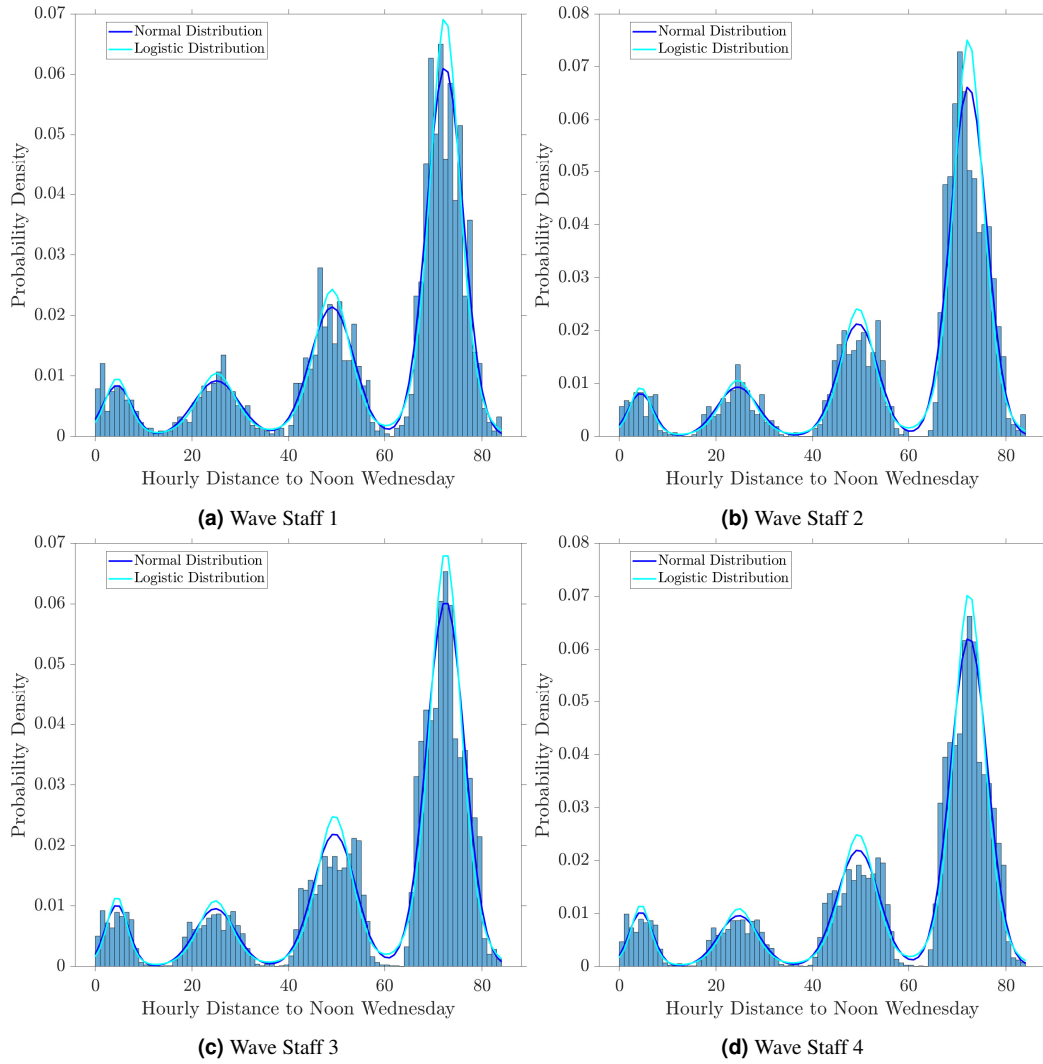 0.07
0.06
0.05
0.04
0.03
0.02
0.01
0
Probability Density
Normal Distribution
Logistic Distribution
0 20 40 60 80
Hourly Distance to Noon Wednesday
(a) Wave Staff 1
0.08
0.07
0.06
0.05
0.04
0.03
0.02
0.01
0
Probability Density
Normal Distribution
Logistic Distribution
0 20 40 60 80
Hourly Distance to Noon Wednesday
(b) Wave Staff 2
0.07
0.06
0.05
0.04
0.03
0.02
0.01
0
Probability Density
Normal Distribution
Logistic Distribution
0 20 40 60 80
Hourly Distance to Noon Wednesday
(c) Wave Staff 3
0.08
0.07
0.06
0.05
0.04
0.03
0.02
0.01
0
Probability Density
Normal Distribution
Logistic Distribution
0 20 40 60 80
Hourly Distance to Noon Wednesday
(d) Wave Staff 4